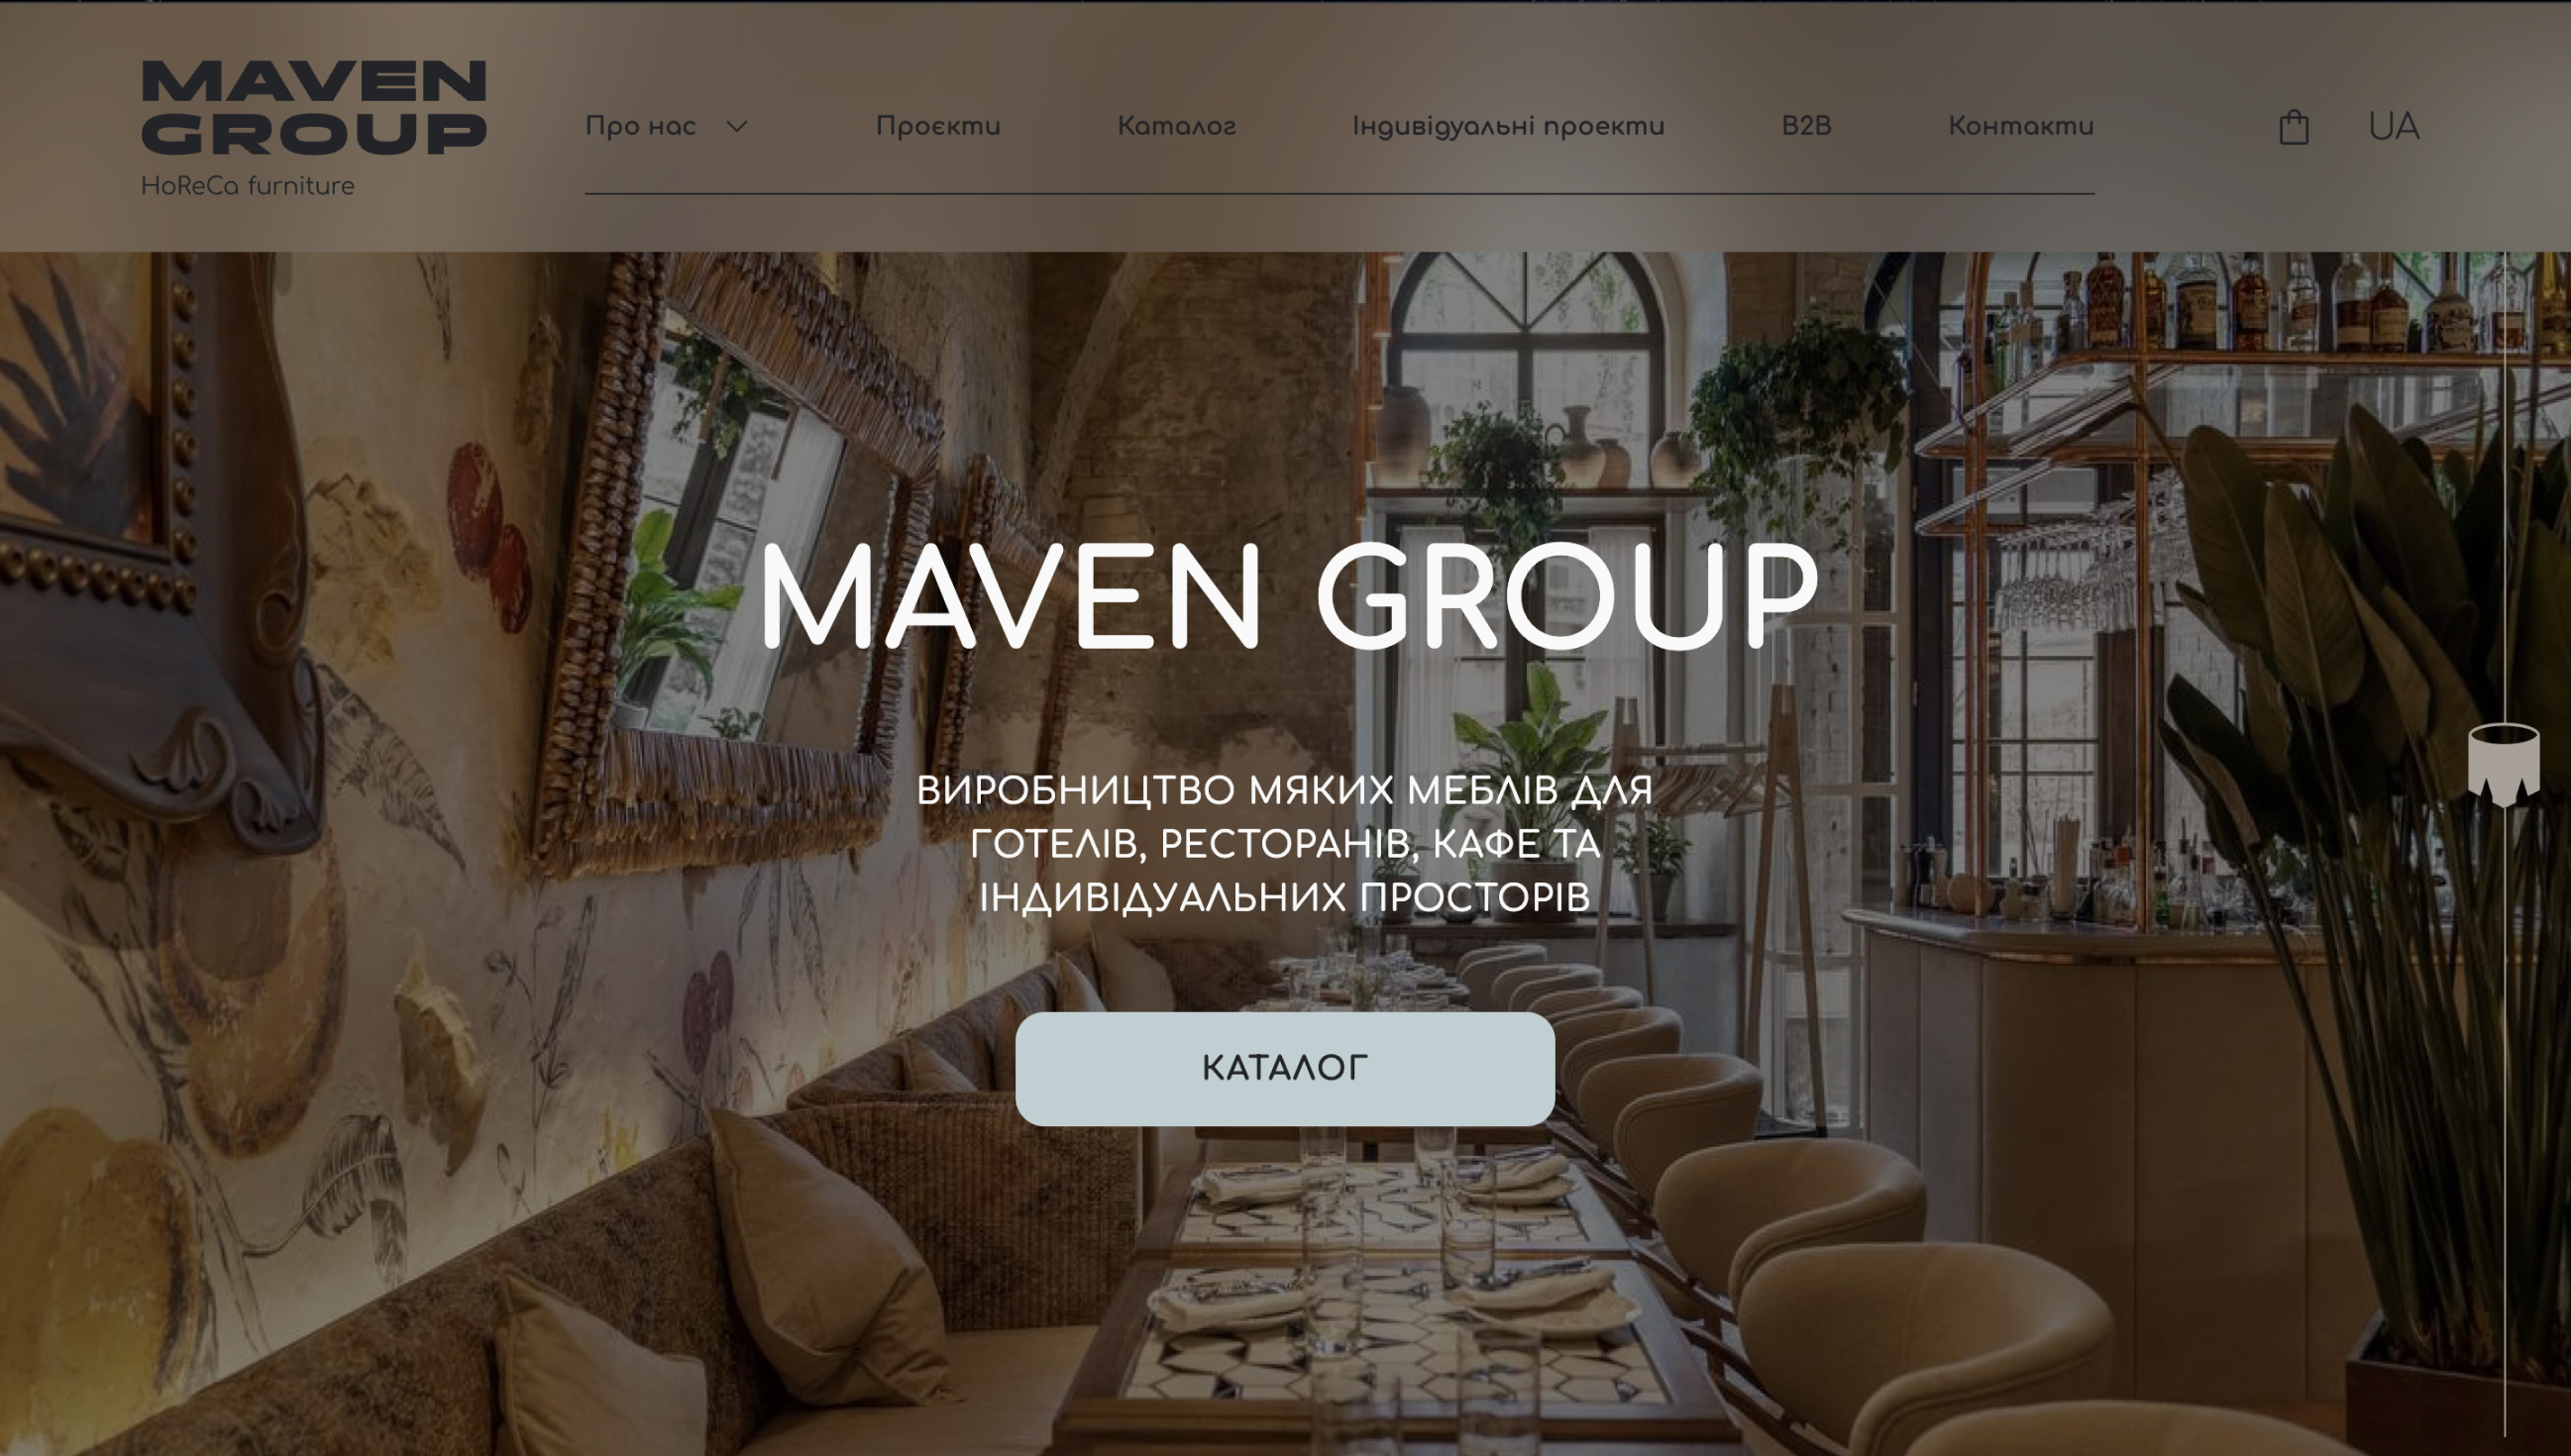 MAVEN
GROUP
HoReCa furniture
Про нас
Проєкти
Каталог
Індивідуальні проекти
B2B
Контакти
UA
MAVEN GROUP
ВИРОБНИЦТВО МЯКИХ МЕБЛІВ ДЛЯ
ГОТЕЛІВ, РЕСТОРАНІВ, КАФЕ ТА
ІНДИВІДУАЛЬНИХ ПРОСТОРІВ
КАТАЛОГ